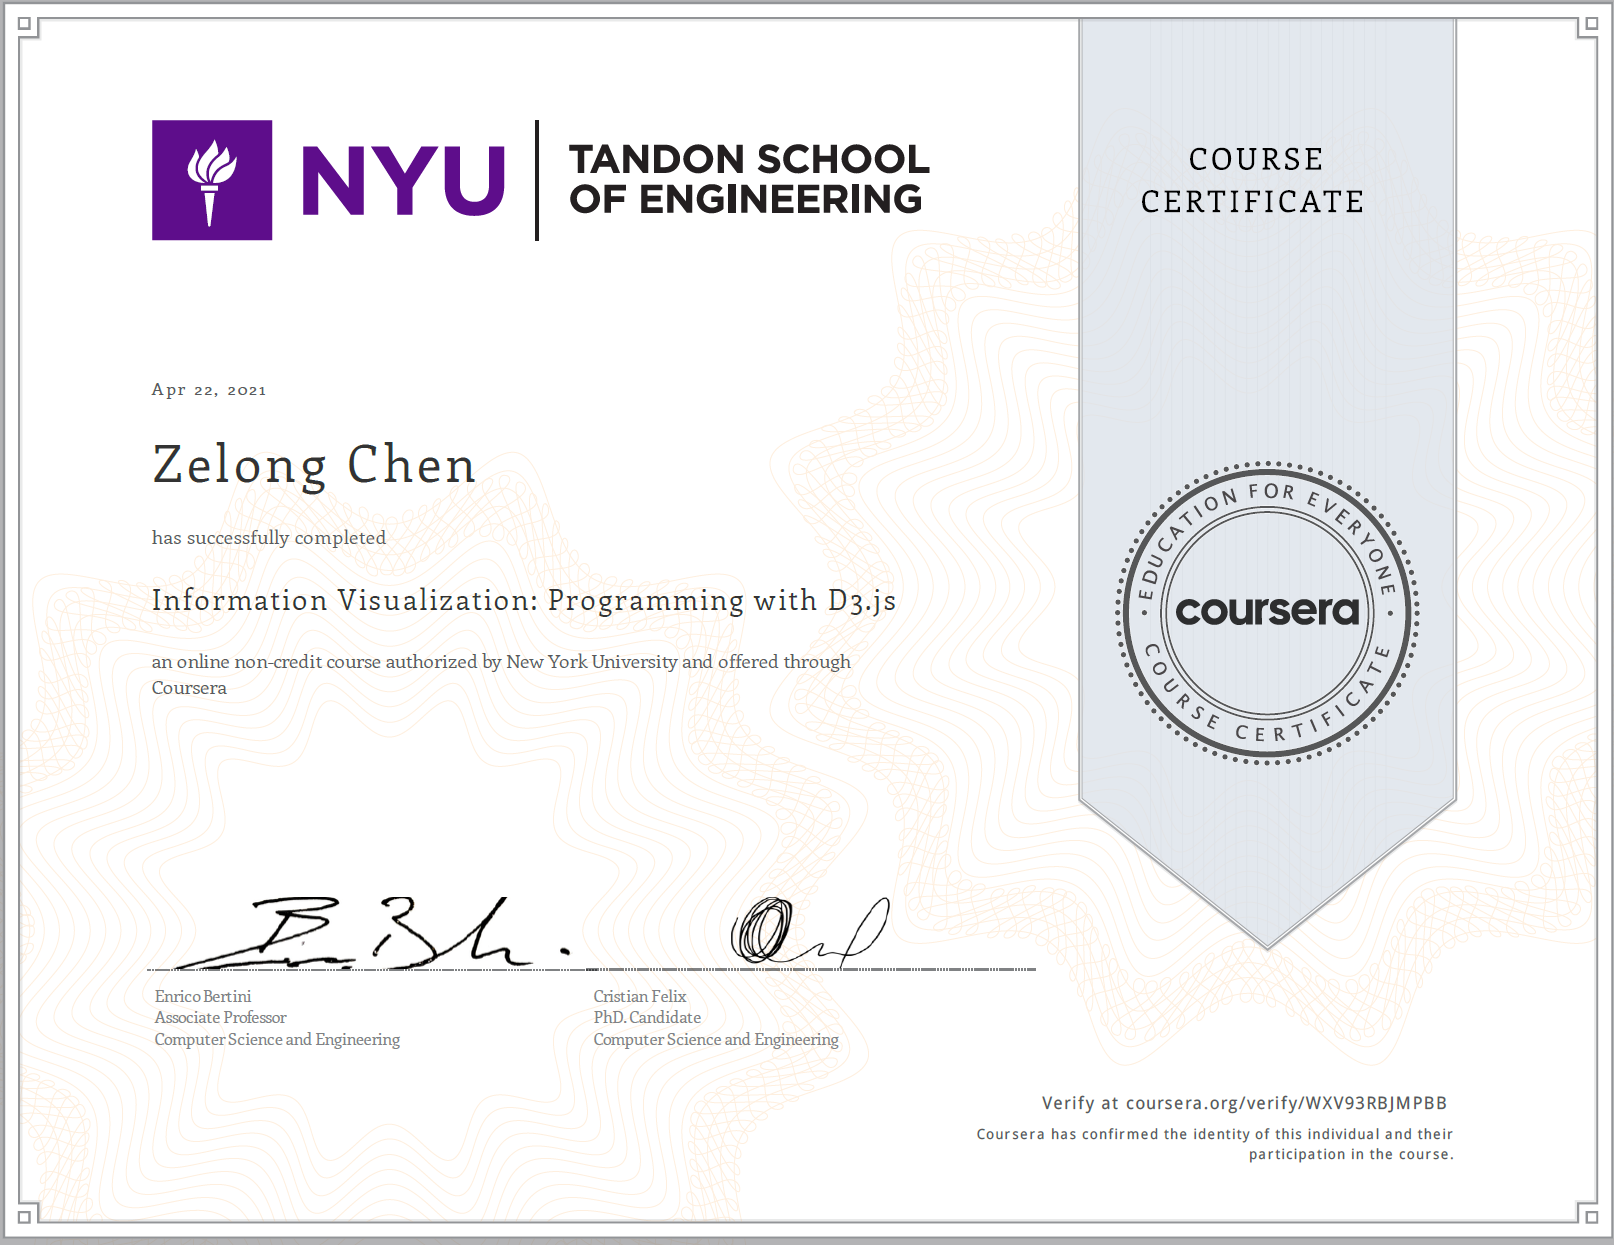 NYU
TANDON SCHOOL
OF ENGINEERING
COURSE
CERTIFICATE
Apr 22, 2021
Zelong Chen
has successfully completed
Information Visualization: Programming with D3.js
an online non-credit course authorized by New York University and offered through
Coursera
EDUCATION FOR EVERYONE
coursera
COURSE CERTIFICATE
Enrico Bertini
Associate Professor
Computer Science and Engineering
Cristian Felix
PhD. Candidate
Computer Science and Engineering
Verify at coursera.org/verify/WXV93RBJMPBB
Coursera has confirmed the identity of this individual and their
participation in the course.